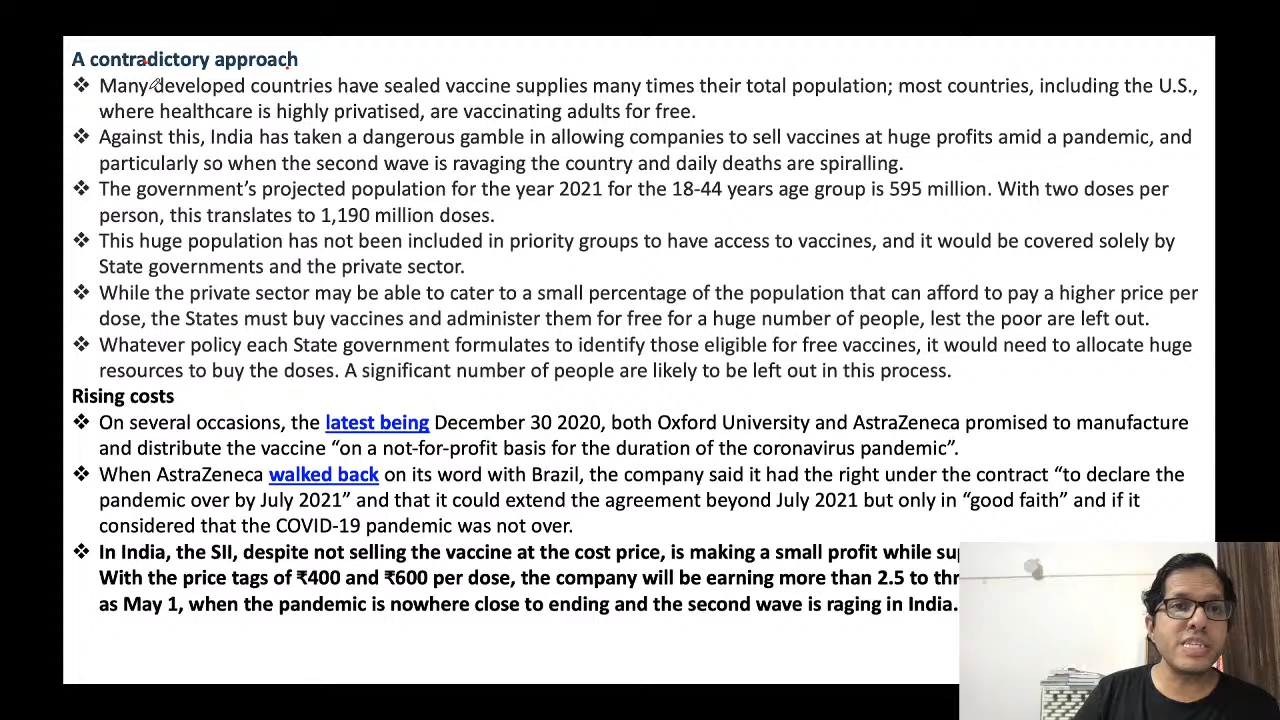 A contradictory approach
❖ Many developed countries have sealed vaccine supplies many times their total population; most countries, including the U.S.,
where healthcare is highly privatised, are vaccinating adults for free.
❖ Against this, India has taken a dangerous gamble in allowing companies to sell vaccines at huge profits amid a pandemic, and
particularly so when the second wave is ravaging the country and daily deaths are spiralling.
❖ The government’s projected population for the year 2021 for the 18-44 years age group is 595 million. With two doses per
person, this translates to 1,190 million doses.
❖ This huge population has not been included in priority groups to have access to vaccines, and it would be covered solely by
State governments and the private sector.
❖ While the private sector may be able to cater to a small percentage of the population that can afford to pay a higher price per
dose, the States must buy vaccines and administer them for free for a huge number of people, lest the poor are left out.
❖ Whatever policy each State government formulates to identify those eligible for free vaccines, it would need to allocate huge
resources to buy the doses. A significant number of people are likely to be left out in this process.
Rising costs
❖ On several occasions, the latest being December 30 2020, both Oxford University and AstraZeneca promised to manufacture
and distribute the vaccine “on a not-for-profit basis for the duration of the coronavirus pandemic”.
❖ When AstraZeneca walked back on its word with Brazil, the company said it had the right under the contract “to declare the
pandemic over by July 2021” and that it could extend the agreement beyond July 2021 but only in “good faith” and if it
considered that the COVID-19 pandemic was not over.
❖ In India, the SII, despite not selling the vaccine at the cost price, is making a small profit while
With the price tags of ₹400 and ₹600 per dose, the company will be earning more than 2.5 to
as May 1, when the pandemic is nowhere close to ending and the second wave is raging in India.